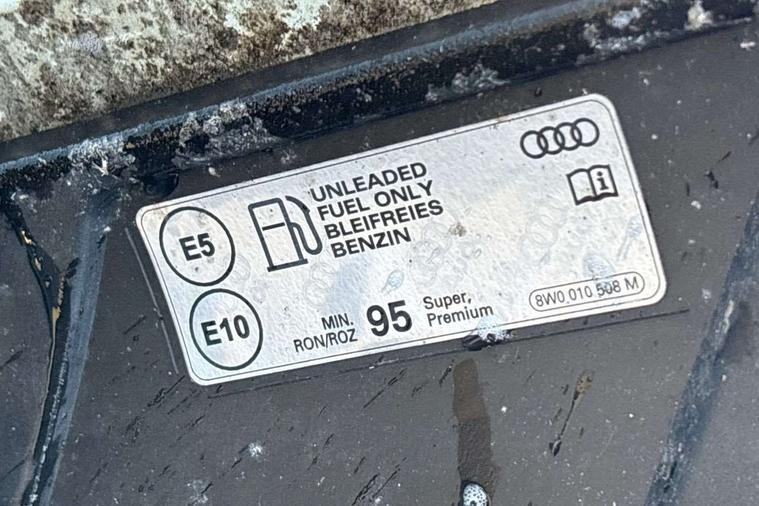 E5
E10
UNLEADED
FUEL ONLY
BLEIFREIES
BENZIN
MIN.
RON/ROZ
95
Super,
Premium
8W0 010 508 M